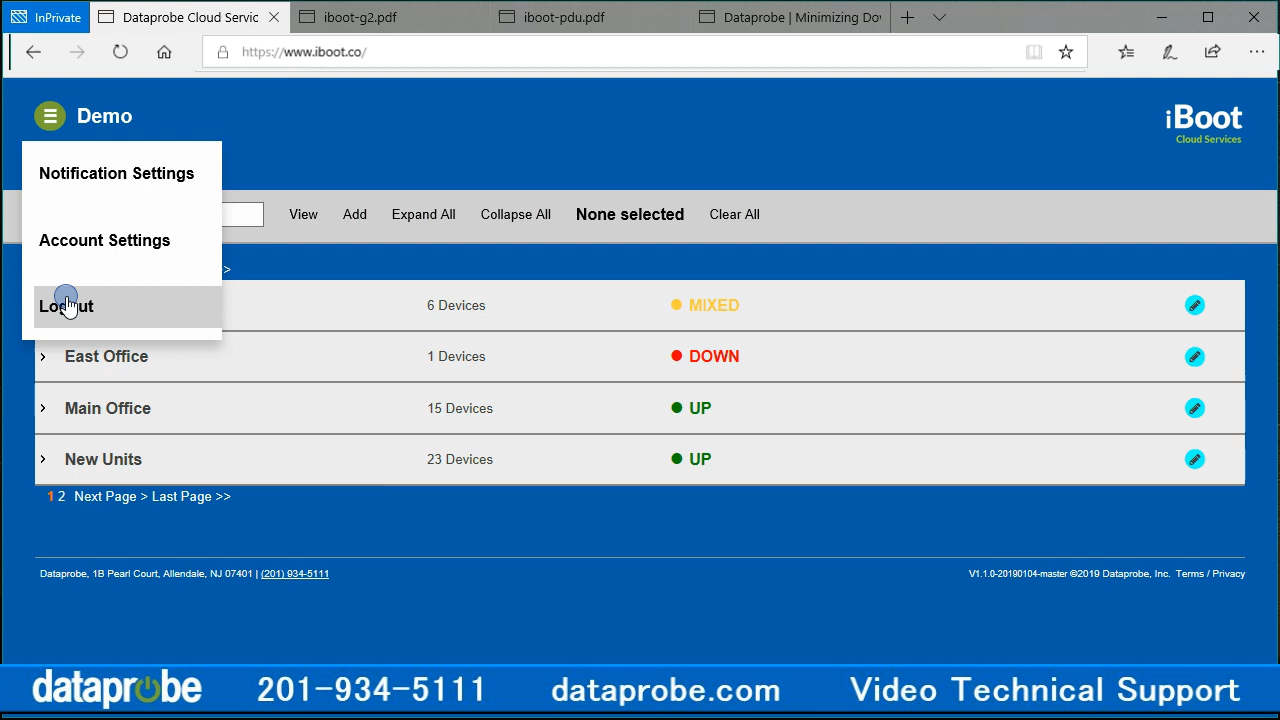 InPrivate
Dataprobe Cloud Servic
iboot-g2.pdf
iboot-pdu.pdf
Dataprobe | Minimizing Do
https://www.iboot.co/
Demo
iBoot
Cloud Services
Notification Settings
Account Settings
Logout
View Add Expand All Collapse All None selected Clear All
>
6 Devices MIXED
East Office 1 Devices DOWN
Main Office 15 Devices UP
New Units 23 Devices UP
1 2 Next Page > Last Page >>
Dataprobe, 1B Pearl Court, Allendale, NJ 07401 | (201) 934-5111
V1.1.0-20190104-master ©2019 Dataprobe, Inc. Terms / Privacy
dataprobe 201-934-5111 dataprobe.com Video Technical Support